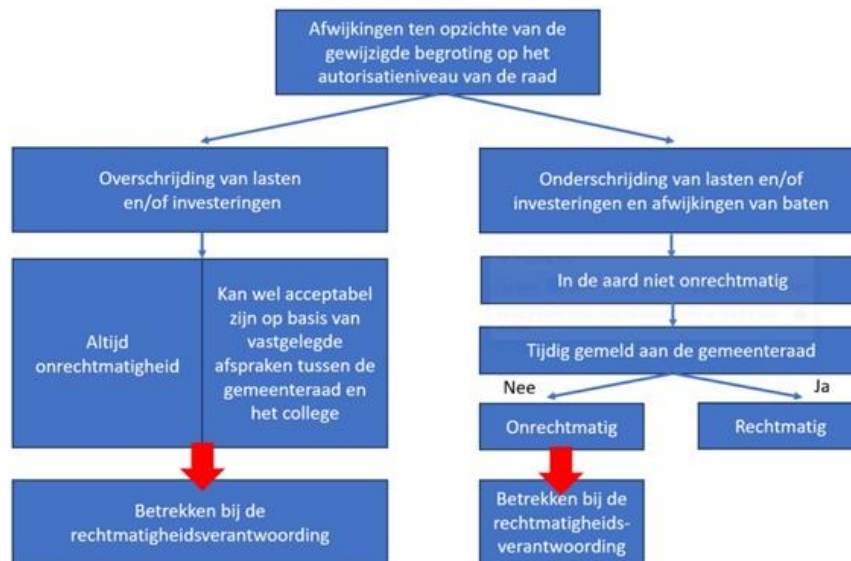 Afwijkingen ten opzichte van de
gewijzigde begroting op het
autorisatieniveau van de raad
Overschrijding van lasten
en/of investeringen
Onderschrijding van lasten en/of
investeringen en afwijkingen van baten
Altijd
onrechtmatigheid
Kan wel acceptabel
zijn op basis van
vastgelegde
afspraken tussen de
gemeenteraad en
het college
In de aard niet onrechtmatig
Tijdig gemeld aan de gemeenteraad
Nee
Ja
Onrechtmatig
Rechtmatig
Betrekken bij de
rechtmatigheidsverantwoording
Betrekken bij de
rechtmatigheids-
verantwoording